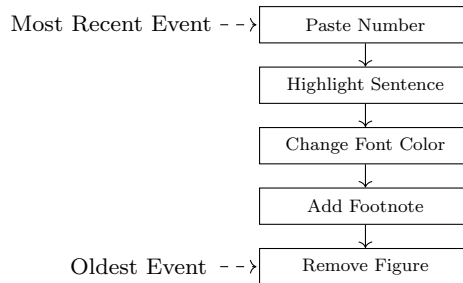 Most Recent Event
Paste Number
Highlight Sentence
Change Font Color
Add Footnote
Oldest Event
Remove Figure